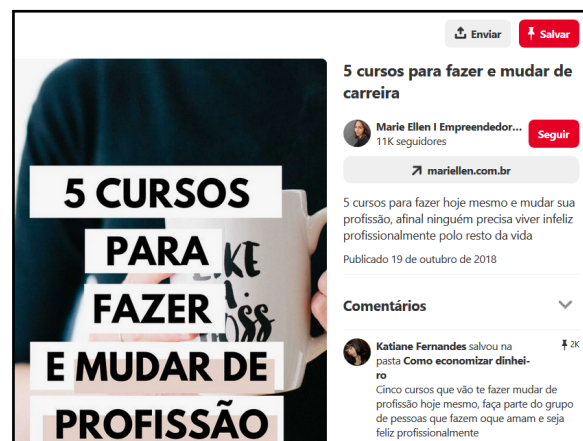 Enviar
Salvar
5 cursos para fazer e mudar de
carreira
Marie Ellen I Empreendedor...
11K seguidores
Seguir
mariellen.com.br
5 cursos para fazer hoje mesmo e mudar sua
profissão, afinal ninguém precisa viver infeliz
profissionalmente polo resto da vida
Publicado 19 de outubro de 2018
Comentários
Katiane Fernandes salvou na
pasta Como economizar dinhei-
ro
2K
Cinco cursos que vão te fazer mudar de
profissão hoje mesmo, faça parte do grupo
de pessoas que fazem oque amam e seja
feliz profissionalmente
5 CURSOS
PARA
FAZER
E MUDAR DE
PROFISSÃO
LIKE
A
BOSS